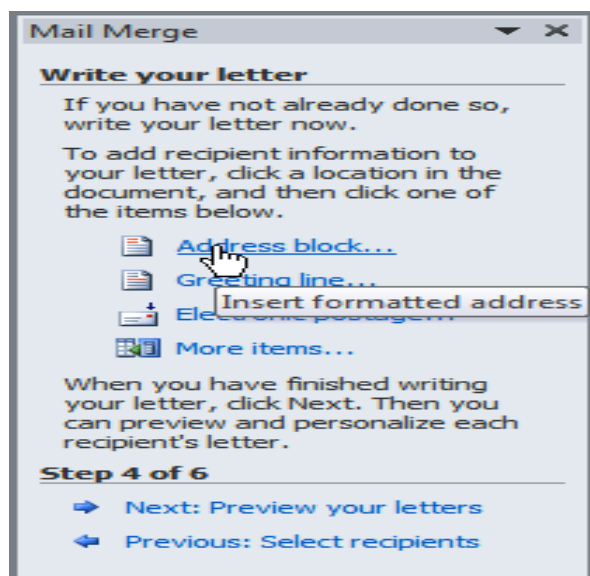 Mail Merge
Write your letter
If you have not already done so,
write your letter now.
To add recipient information to
your letter, click a location in the
document, and then click one of
the items below.
Address block...
Greeting line...
Insert formatted address
More items...
When you have finished writing
your letter, click Next. Then you
can preview and personalize each
recipient's letter.
Step 4 of 6
Next: Preview your letters
Previous: Select recipients